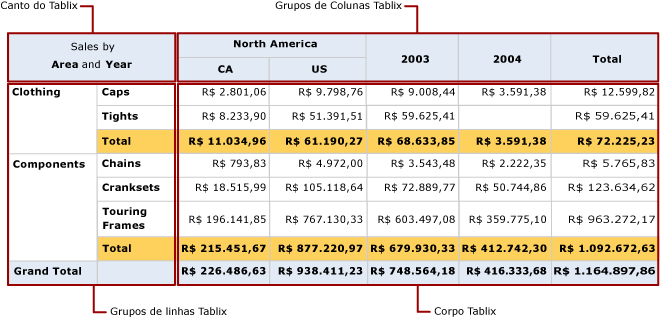 Canto do Tablix
Grupos de Colunas Tablix
Sales by
Area and Year
North America
2003
2004
Total
CA
US
Clothing Caps R$ 2.801,06 R$ 9.798,76 R$ 9.008,44 R$ 3.591,38 R$ 12.599,82
Tights R$ 8.233,90 R$ 51.391,51 R$ 59.625,41 R$ 59.625,41
Total R$ 11.034,96 R$ 61.190,27 R$ 68.633,85 R$ 3.591,38 R$ 72.225,23
Components Chains R$ 793,83 R$ 4.972,00 R$ 3.543,48 R$ 2.222,35 R$ 5.765,83
Cranksets R$ 18.515,99 R$ 105.118,64 R$ 72.889,77 R$ 50.744,86 R$ 123.634,62
Touring
Frames R$ 196.141,85 R$ 767.130,33 R$ 603.497,08 R$ 359.775,10 R$ 963.272,17
Total R$ 215.451,67 R$ 877.220,97 R$ 679.930,33 R$ 412.742,30 R$ 1.092.672,63
Grand Total R$ 226.486,63 R$ 938.411,23 R$ 748.564,18 R$ 416.333,68 R$ 1.164.897,86
Grupos de linhas Tablix
Corpo Tablix